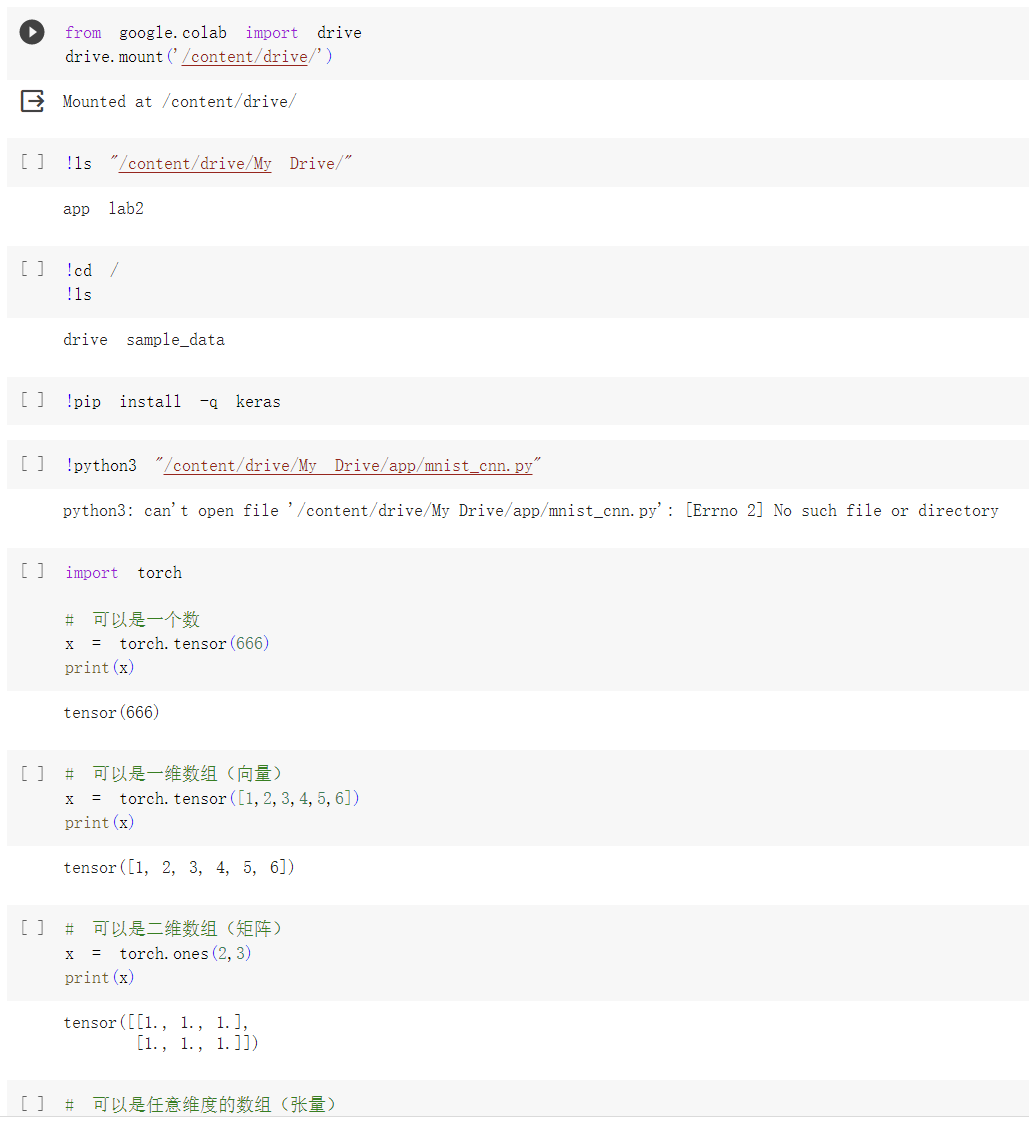 from google.colab import drive
drive.mount('/content/drive/')
Mounted at /content/drive/
[ ] !ls "/content/drive/My Drive/"
app lab2
[ ] !cd /
!ls
drive sample_data
[ ] !pip install -q keras
[ ] !python3 "/content/drive/My Drive/app/mnist_cnn.py"
python3: can't open file '/content/drive/My Drive/app/mnist_cnn.py': [Errno 2] No such file or directory
[ ] import torch
# 可以是一个数
x = torch.tensor(666)
print(x)
tensor(666)
[ ] # 可以是一维数组（向量）
x = torch.tensor([1,2,3,4,5,6])
print(x)
tensor([1, 2, 3, 4, 5, 6])
[ ] # 可以是二维数组（矩阵）
x = torch.ones(2,3)
print(x)
tensor([[1., 1., 1.],
[1., 1., 1.]])
[ ] # 可以是任意维度的数组（张量）